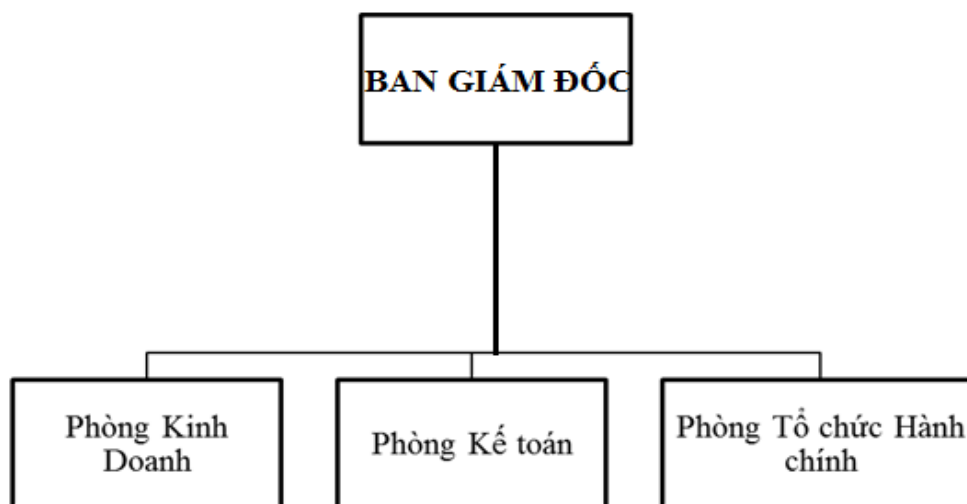 BAN GIÁM ĐỐC
Phòng Kinh
Doanh
Phòng Kế toán
Phòng Tổ chức Hành
chính